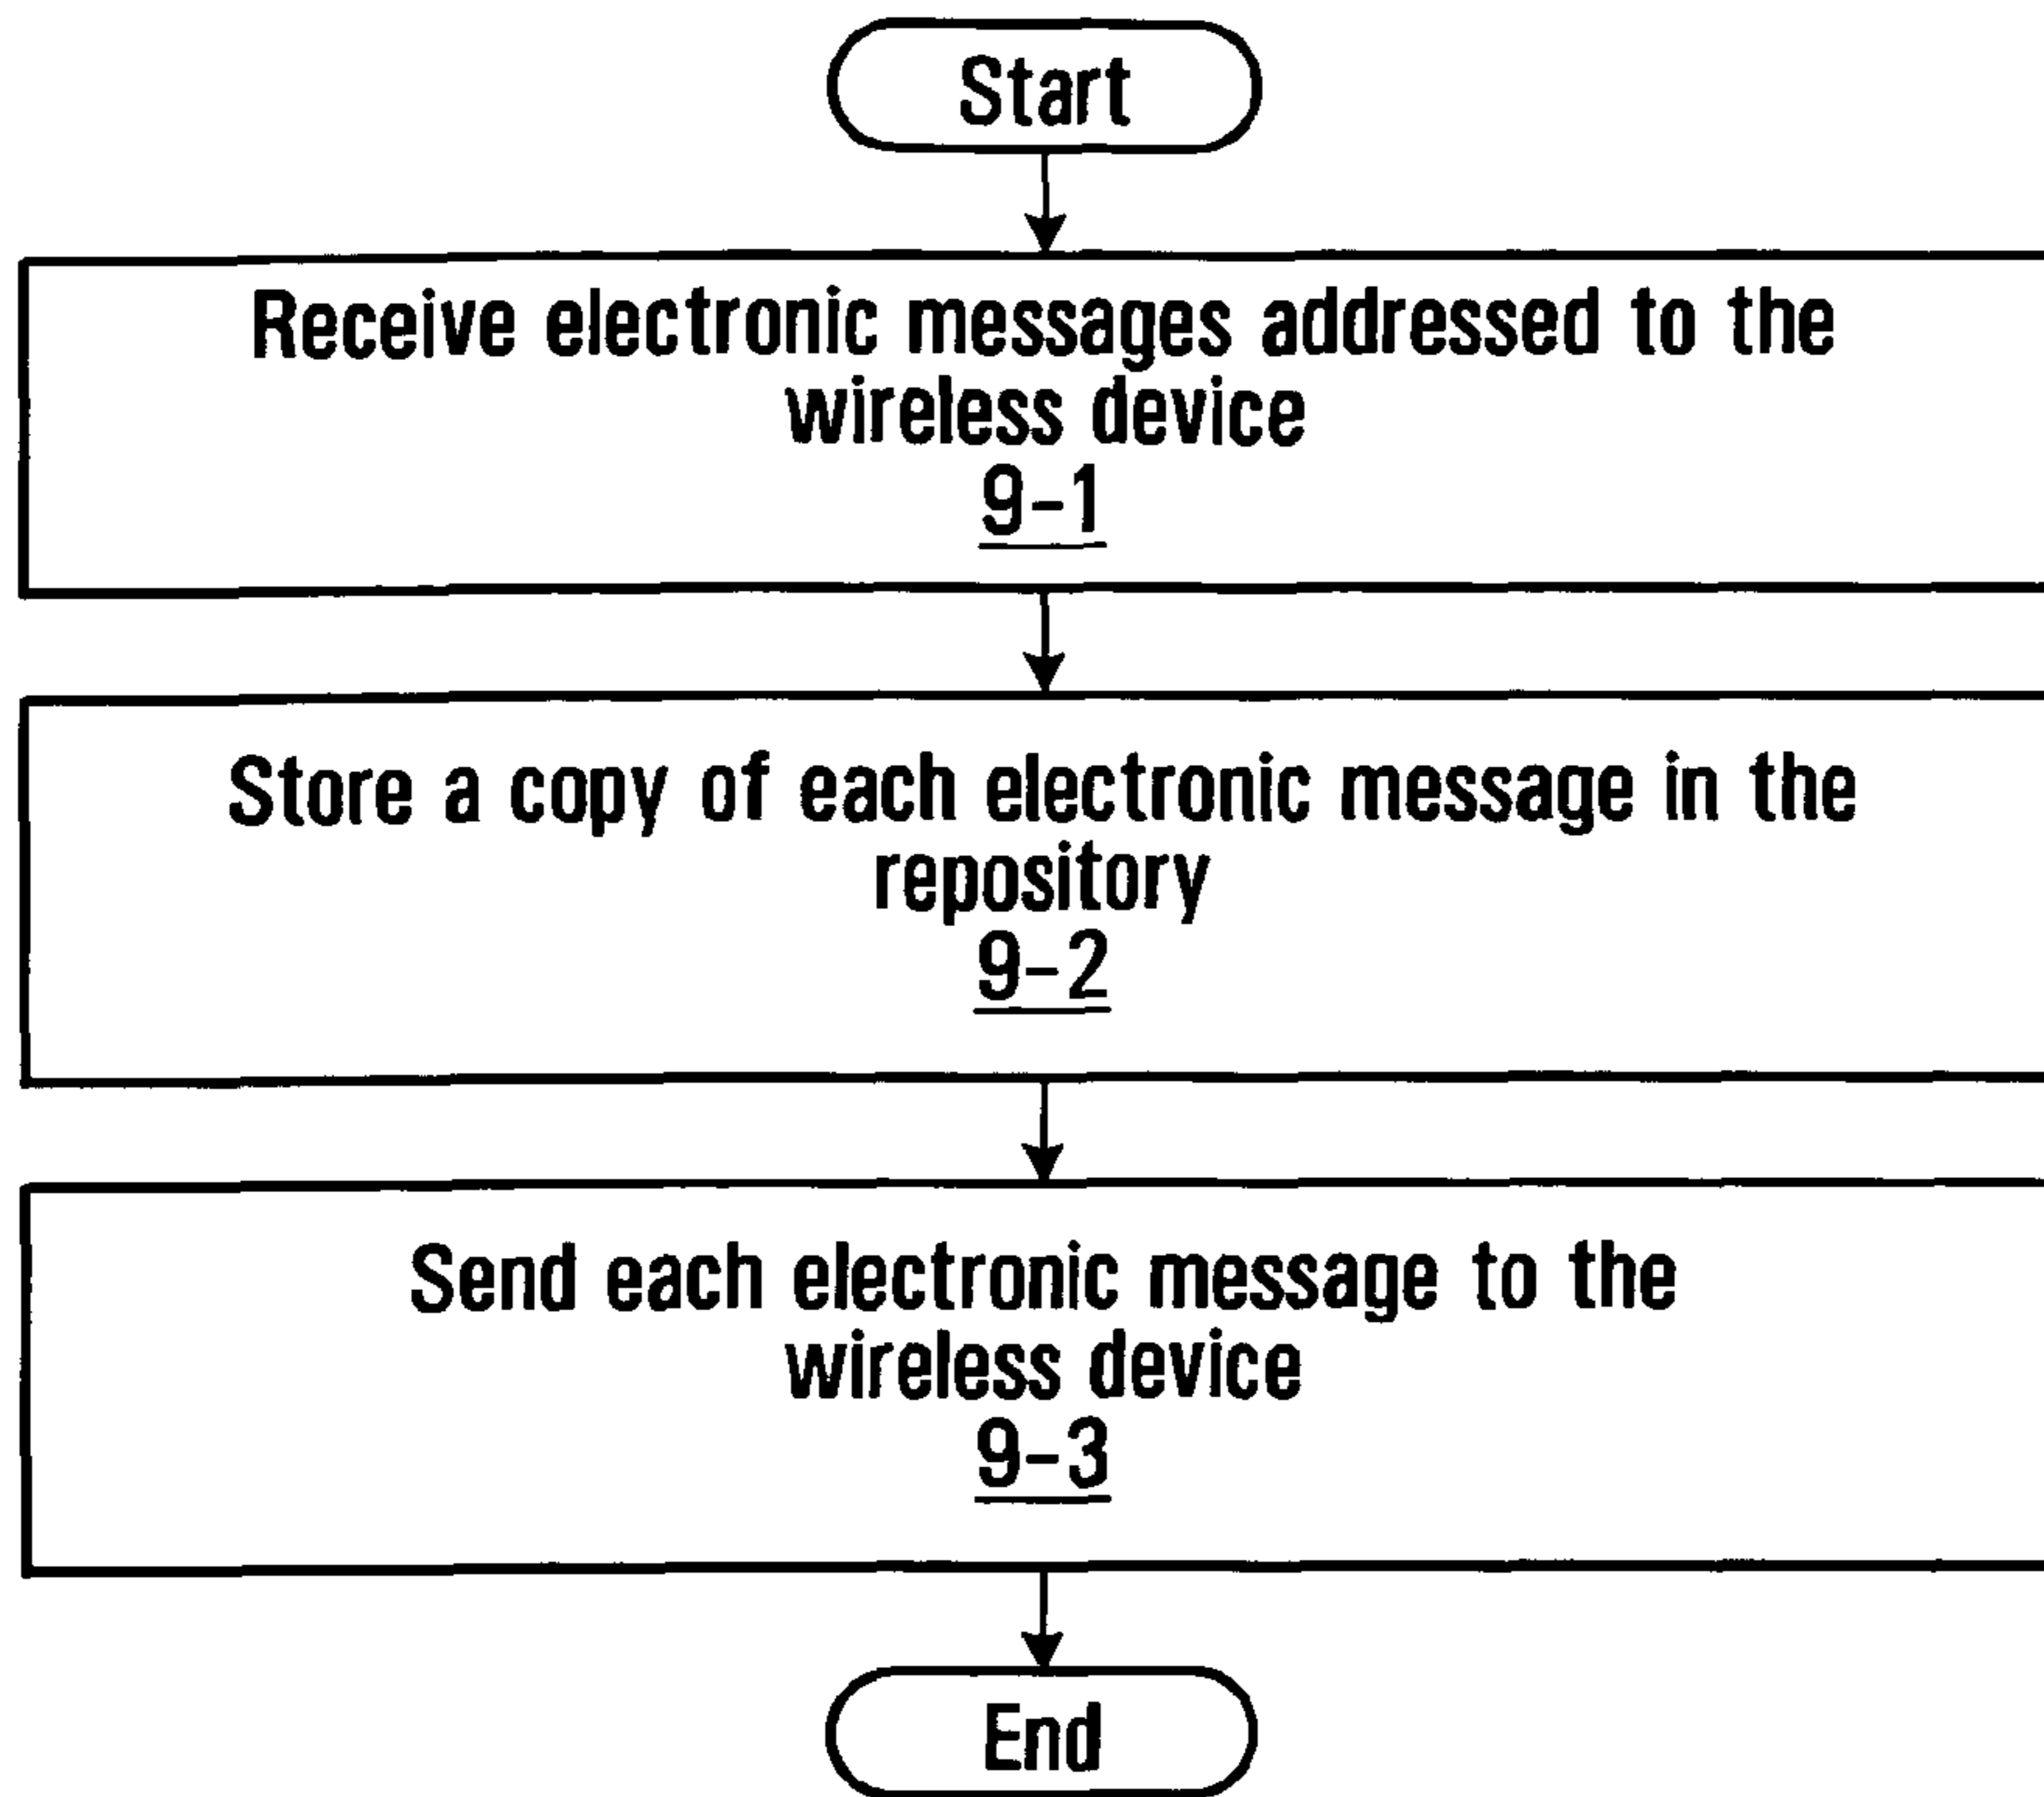 Start
Receive electronic messages addressed to the
wireless device
9-1
Store a copy of each electronic message in the
repository
9-2
Send each electronic message to the
wireless device
9-3
End